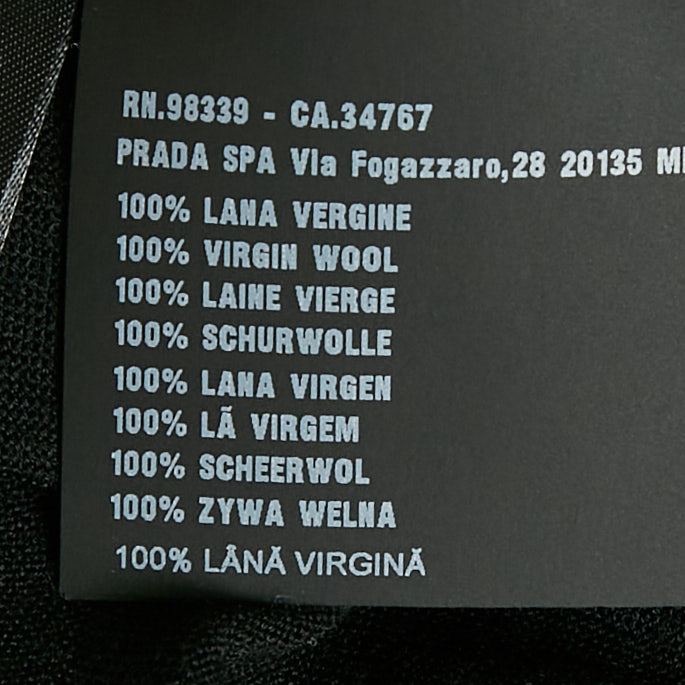 RN.98339 - CA.34767
PRADA SPA Via Fogazzaro,28 20135
100% LANA VERGINE
100% VIRGIN WOOL
100% LAINE VIERGE
100% SCHURWOLLE
100% LANA VIRGEN
100% LÃ VIRGEM
100% SCHEERWOL
100% ZYWA WELNA
100% LÂNĂ VIRGINĂ